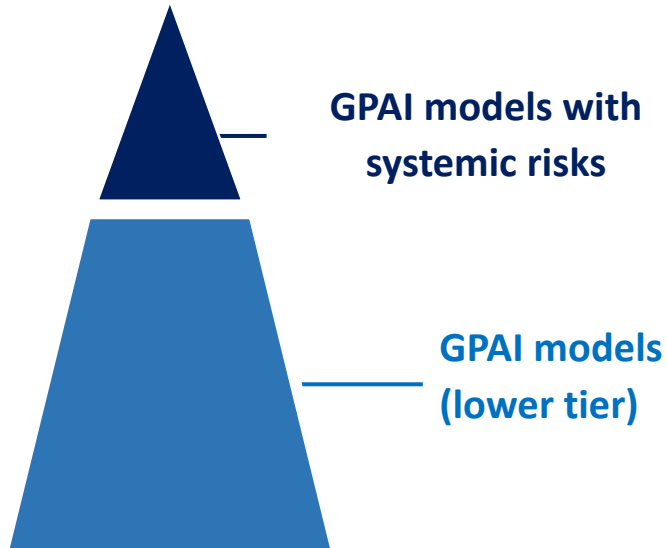 GPAI models with
systemic risks
GPAI models
(lower tier)